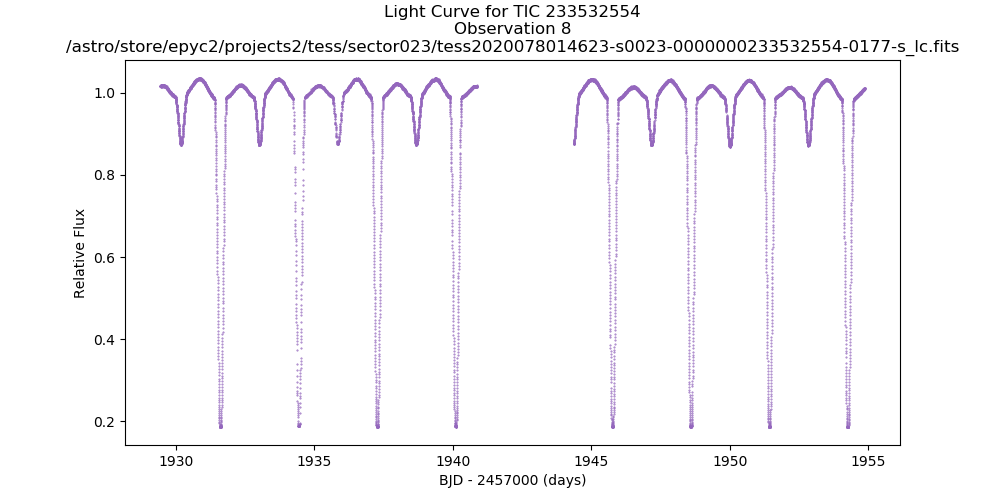 Light Curve for TIC 233532554
Observation 8
/astro/store/epyc2/projects2/tess/sector023/tess2020078014623-s0023-0000000233532554-0177-s_lc.fits
1.0
0.8
0.6
0.4
0.2
Relative Flux
1930 1935 1940 1945 1950 1955
BJD - 2457000 (days)